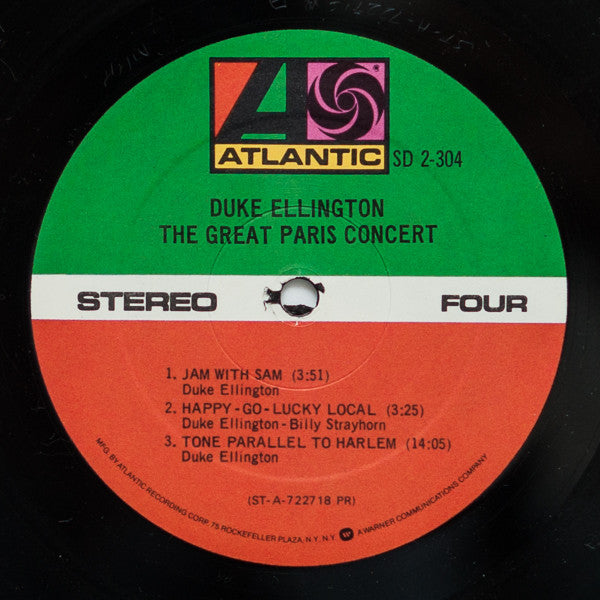 ATLANTIC
SD 2-304
DUKE ELLINGTON
THE GREAT PARIS CONCERT
STEREO FOUR
1. JAM WITH SAM (3:51)
Duke Ellington
2. HAPPY-GO-LUCKY LOCAL (3:25)
Duke Ellington-Billy Strayhorn
3. TONE PARALLEL TO HARLEM (14:05)
Duke Ellington
(ST-A-722718 PR)
MFG. BY ATLANTIC RECORDING CORP. 75 ROCKEFELLER PLAZA, N.Y. N.Y. A WARNER COMMUNICATIONS COMPANY